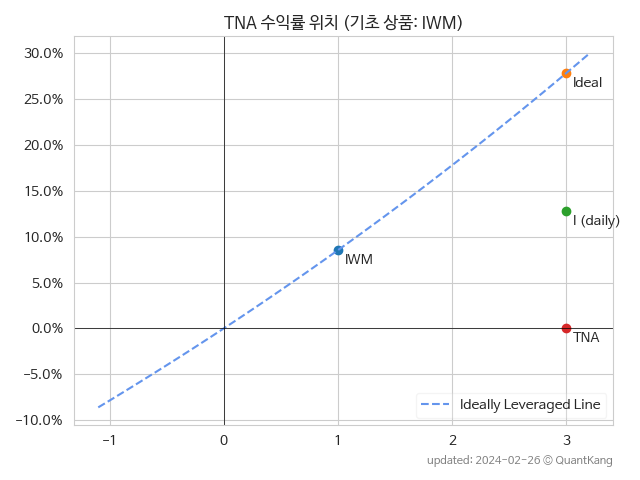 TNA 수익률 위치 (기초 상품: IWM)
30.0%
Ideal
25.0%
20.0%
15.0%
I (daily)
10.0%
IWM
5.0%
0.0%
TNA
−5.0%
Ideally Leveraged Line
−10.0%
−1 0 1 2 3
updated: 2024-02-26 © QuantKang